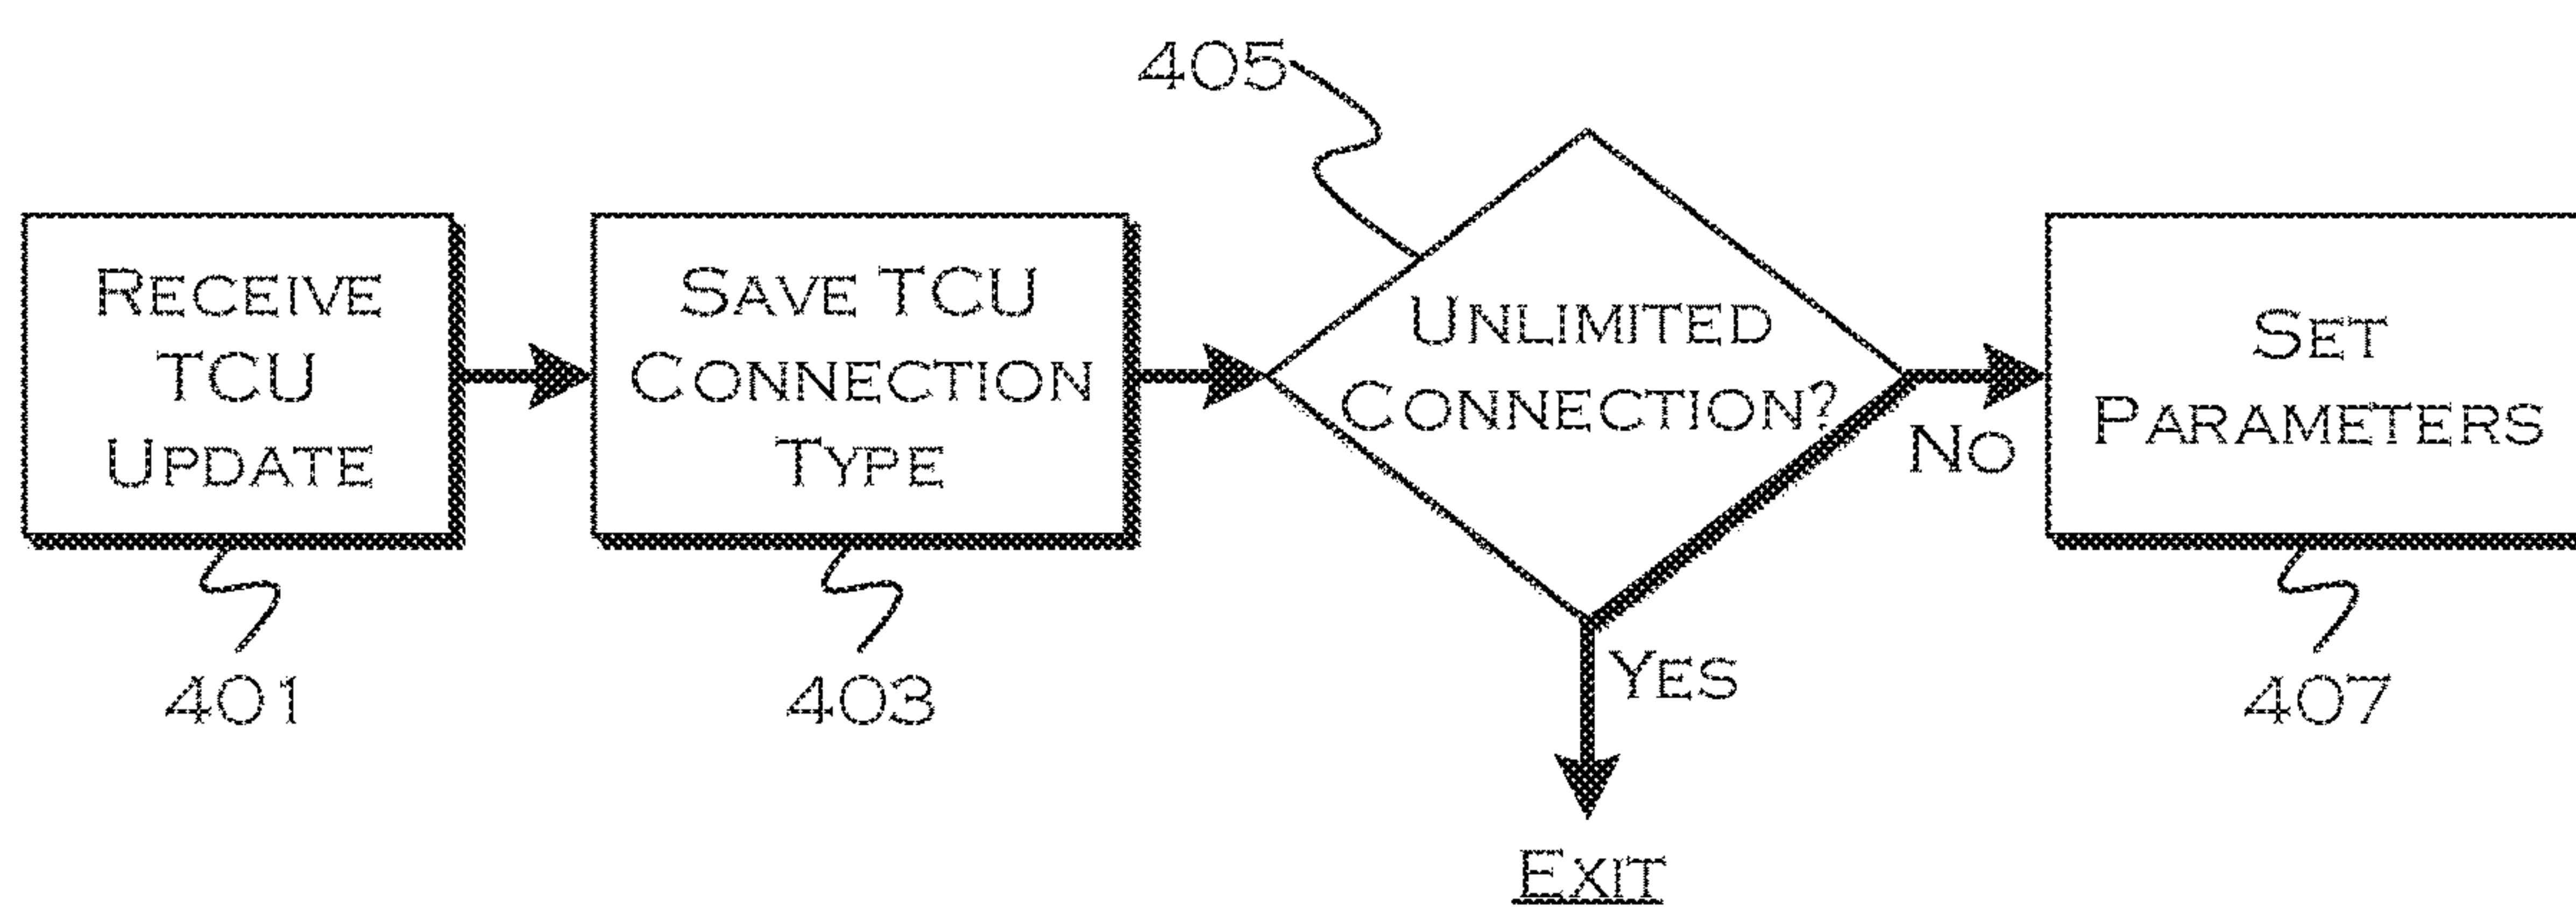 405
RECEIVE
TCU
UPDATE
SAVE TCU
CONNECTION
TYPE
UNLIMITED
CONNECTION?
NO
SET
PARAMETERS
YES
401
403
407
EXIT